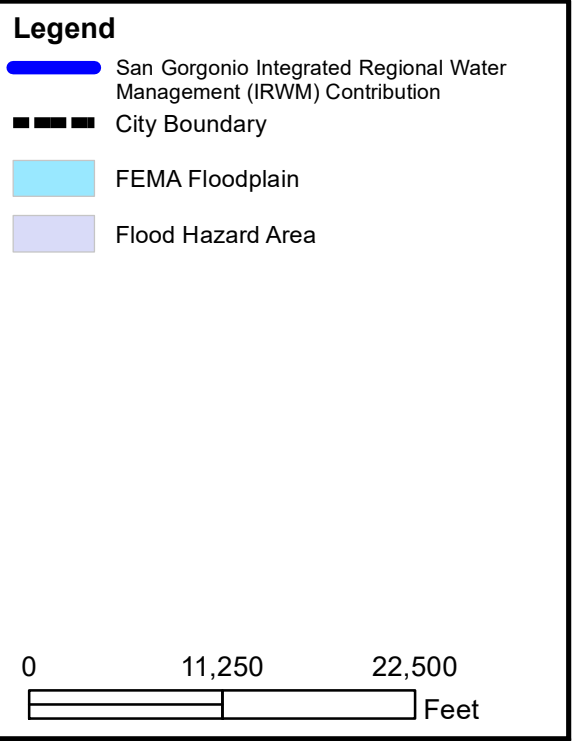 Legend
San Gorgonio Integrated Regional Water
Management (IRWM) Contribution
City Boundary
FEMA Floodplain
Flood Hazard Area
0 11,250 22,500
Feet